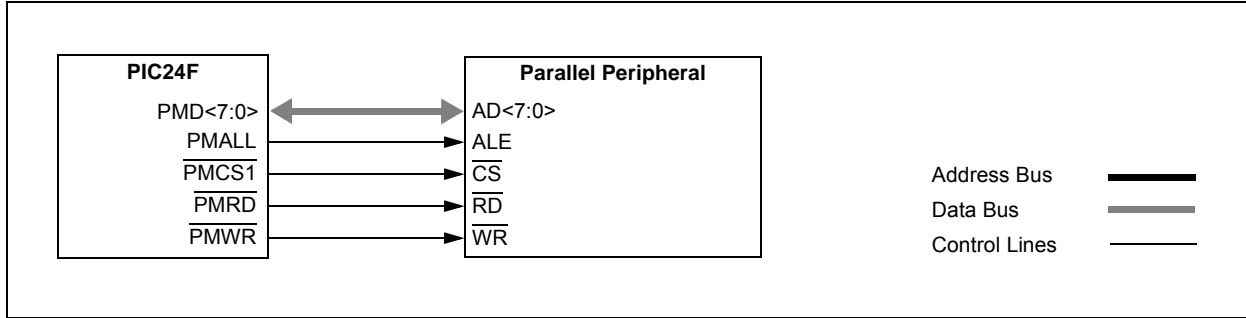 PIC24F
PMD<7:0>
PMALL
PMCS1
PMRD
PMWR
Parallel Peripheral
AD<7:0>
ALE
CS
RD
WR
Address Bus
Data Bus
Control Lines